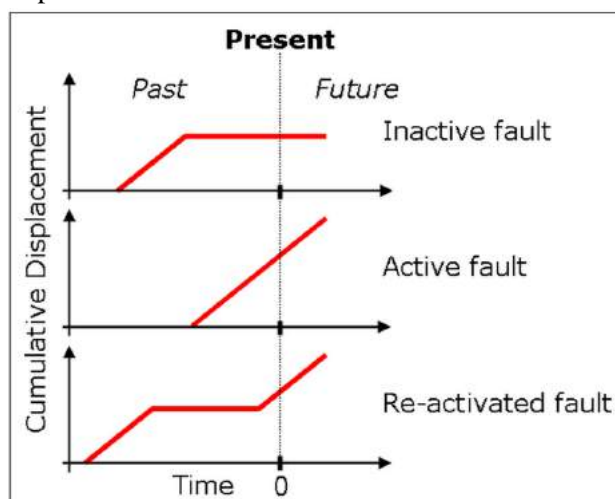 Present
Past
Future
Inactive fault
Active fault
Re-activated fault
Cumulative Displacement
Time
0